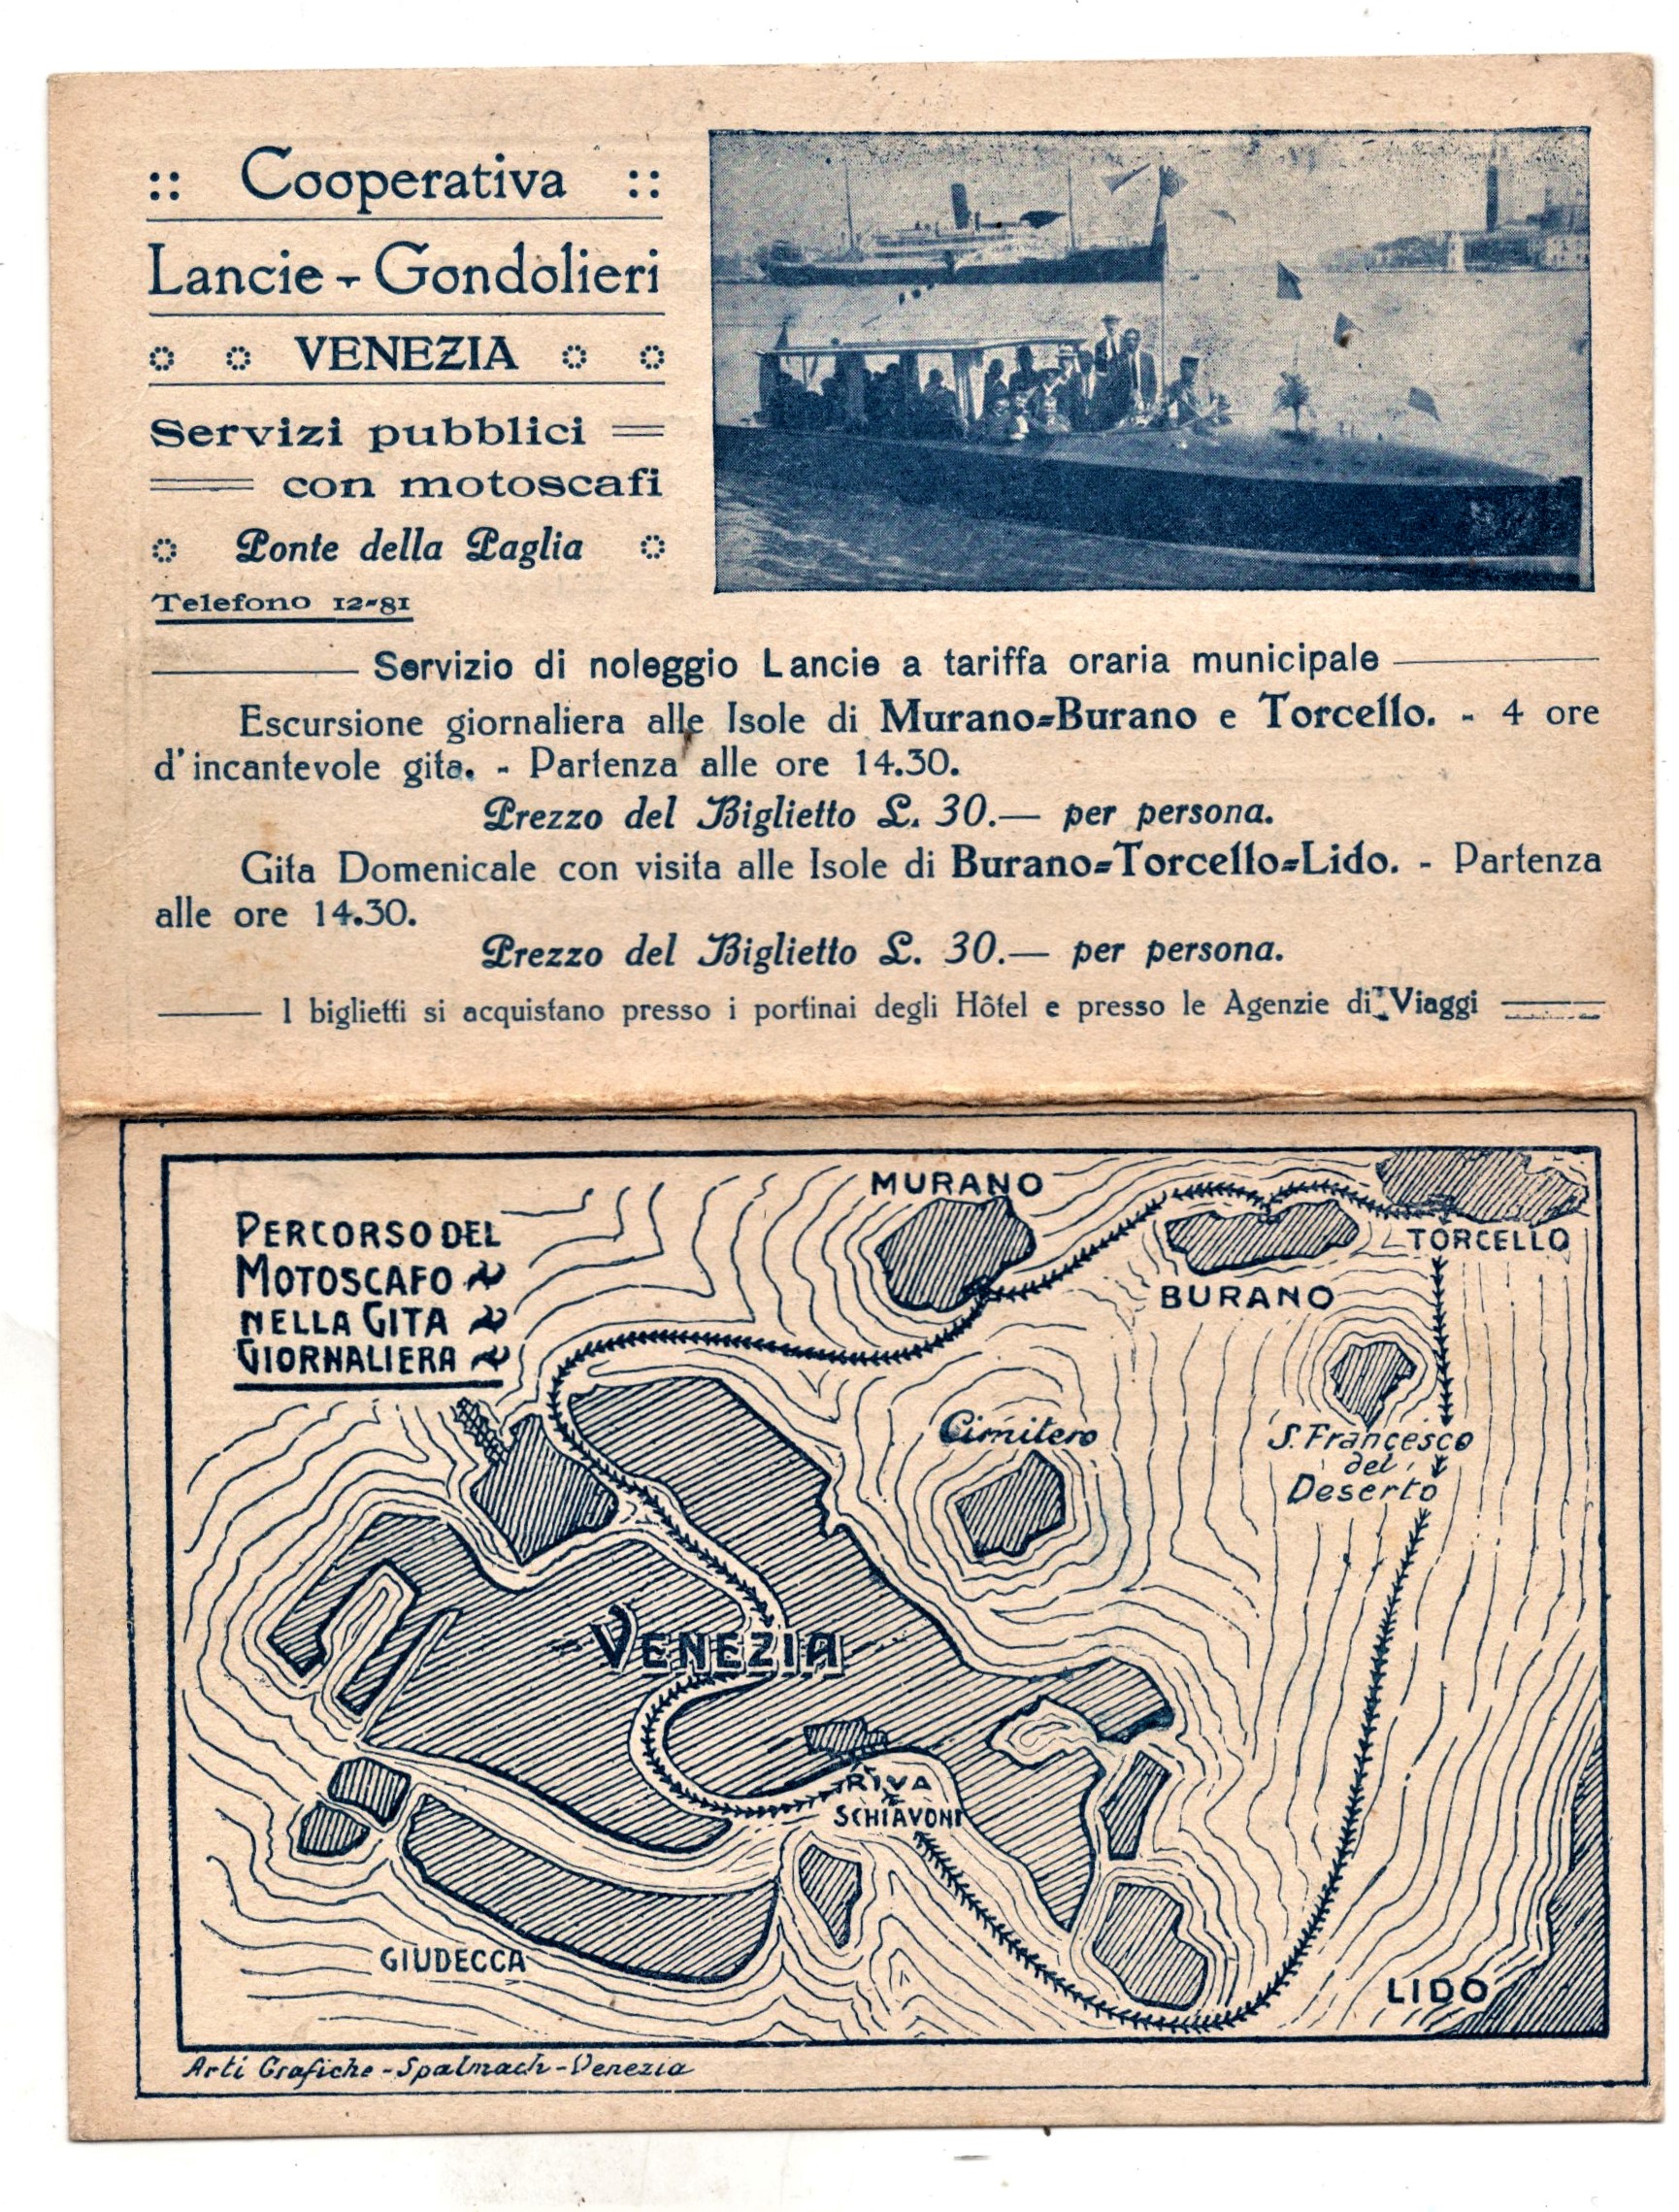 :: Cooperativa ::
Lancie - Gondolieri
VENEZIA
Servizi pubblici
con motoscafi
Ponte della Paglia
Telefono 12-81
Servizio di noleggio Lancie a tariffa oraria municipale
Escursione giornaliera alle Isole di Murano=Burano e Torcello. - 4 ore
d'incantevole gita. - Partenza alle ore 14.30.
Prezzo del Biglietto L. 30.— per persona.
Gita Domenicale con visita alle Isole di Burano=Torcello=Lido. - Partenza
alle ore 14.30.
Prezzo del Biglietto L. 30.— per persona.
I biglietti si acquistano presso i portinai degli Hôtel e presso le Agenzie di Viaggi
PERCORSO DEL
MOTOSCAFO
NELLA GITA
GIORNALIERA
MURANO
TORCELLO
BURANO
Cimitero
S. Francesco
del
Deserto
VENEZIA
RIVA
SCHIAVONI
GIUDECCA
LIDO
Arti Grafiche - Spalmach - Venezia